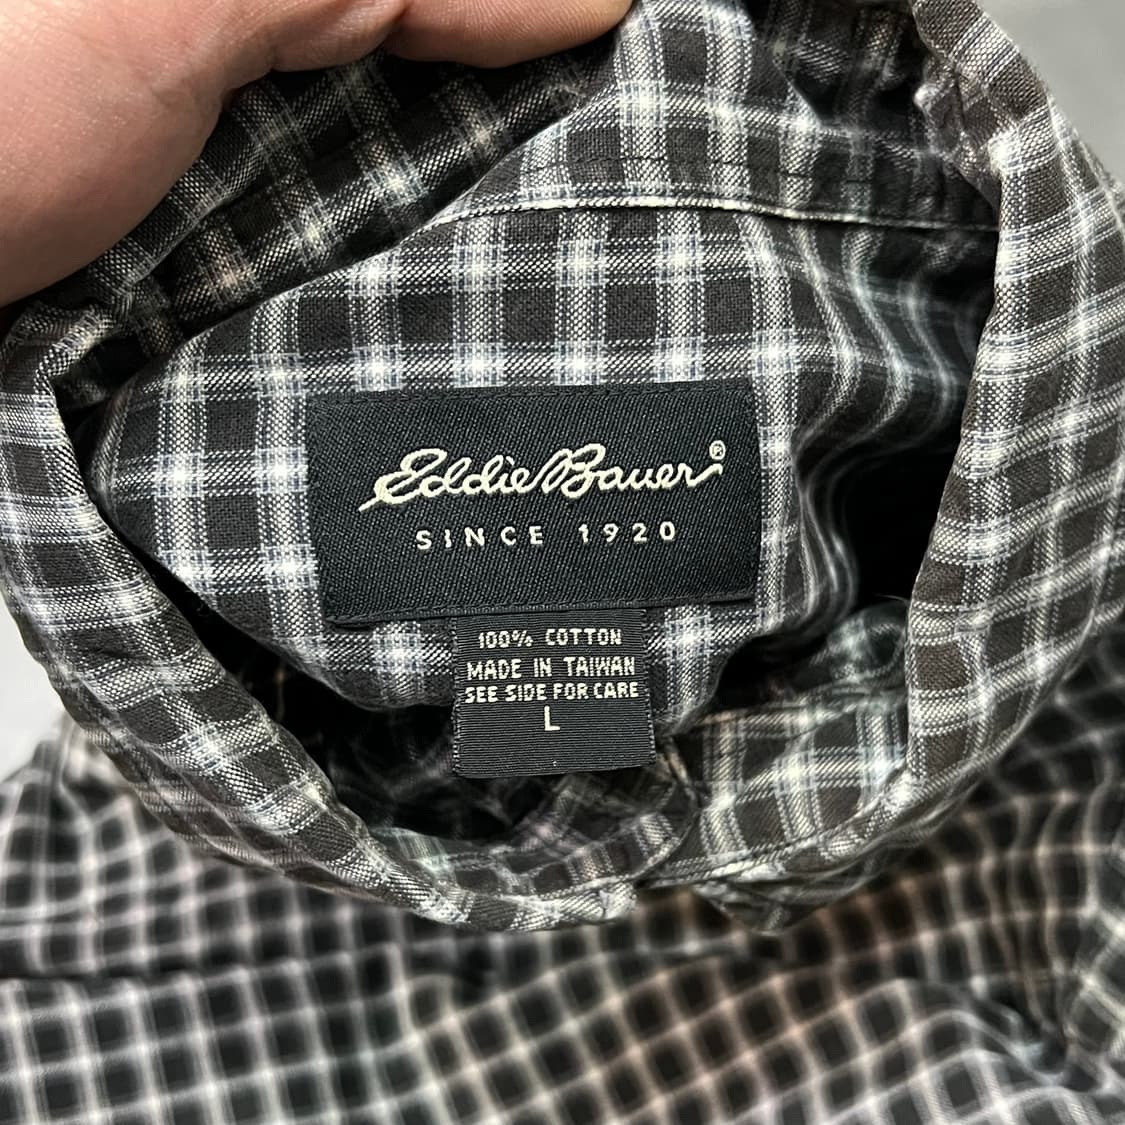 Eddie Bauer®
SINCE 1920
100% COTTON
MADE IN TAIWAN
SEE SIDE FOR CARE
L